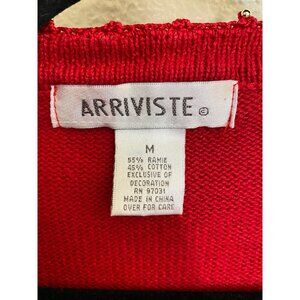 ARRIVISTE ®
M
55% RAMIE
45% COTTON
EXCLUSIVE OF
DECORATION
RN 97031
MADE IN CHINA
OVER FOR CARE